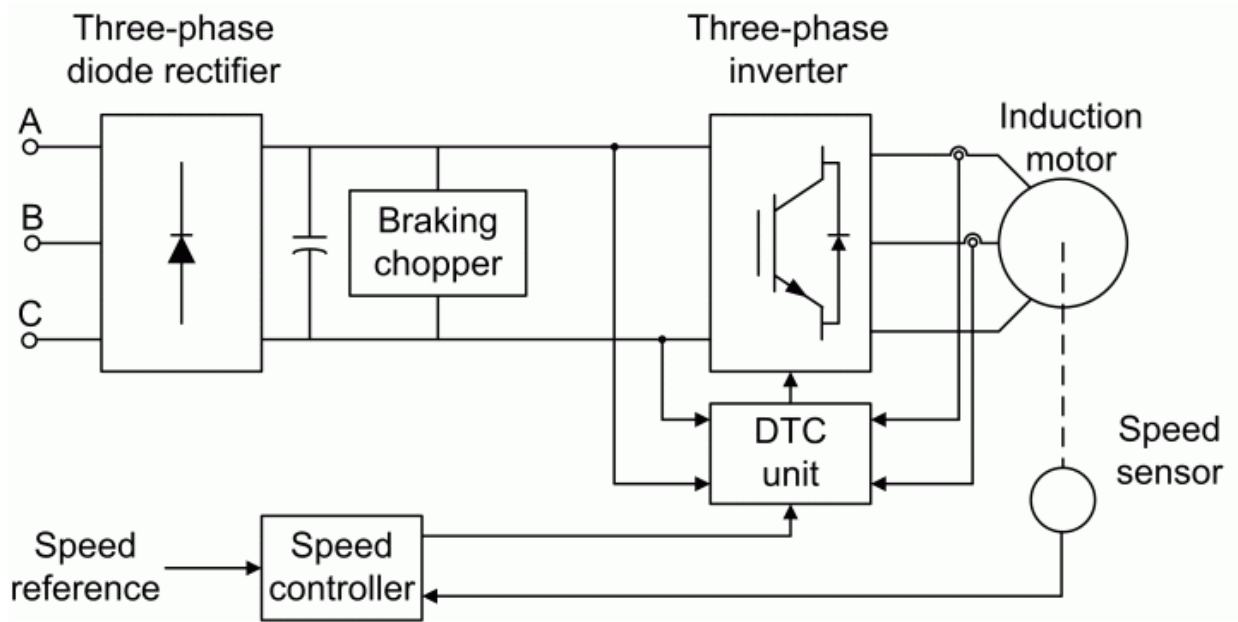 Three-phase
diode rectifier
Three-phase
inverter
A
B
C
Induction
motor
Braking
chopper
DTC
unit
Speed
sensor
Speed
reference
Speed
controller